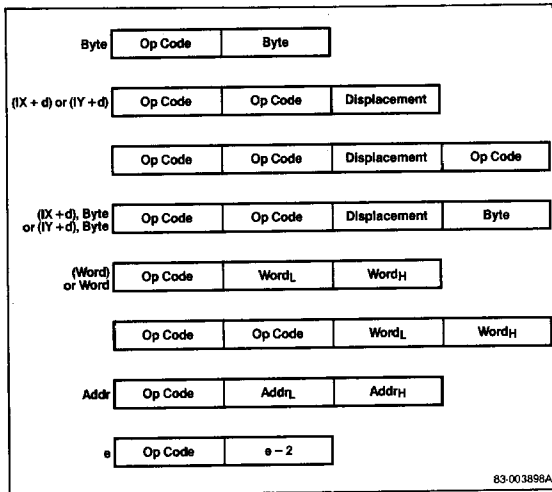 Byte Op Code Byte
(IX + d) or (IY + d) Op Code Op Code Displacement
Op Code Op Code Displacement Op Code
(IX +d), Byte
or (IY +d), Byte Op Code Op Code Displacement Byte
(Word)
or Word Op Code WordL WordH
Op Code Op Code WordL WordH
Addr Op Code AddrL AddrH
e Op Code e – 2
83-003898A